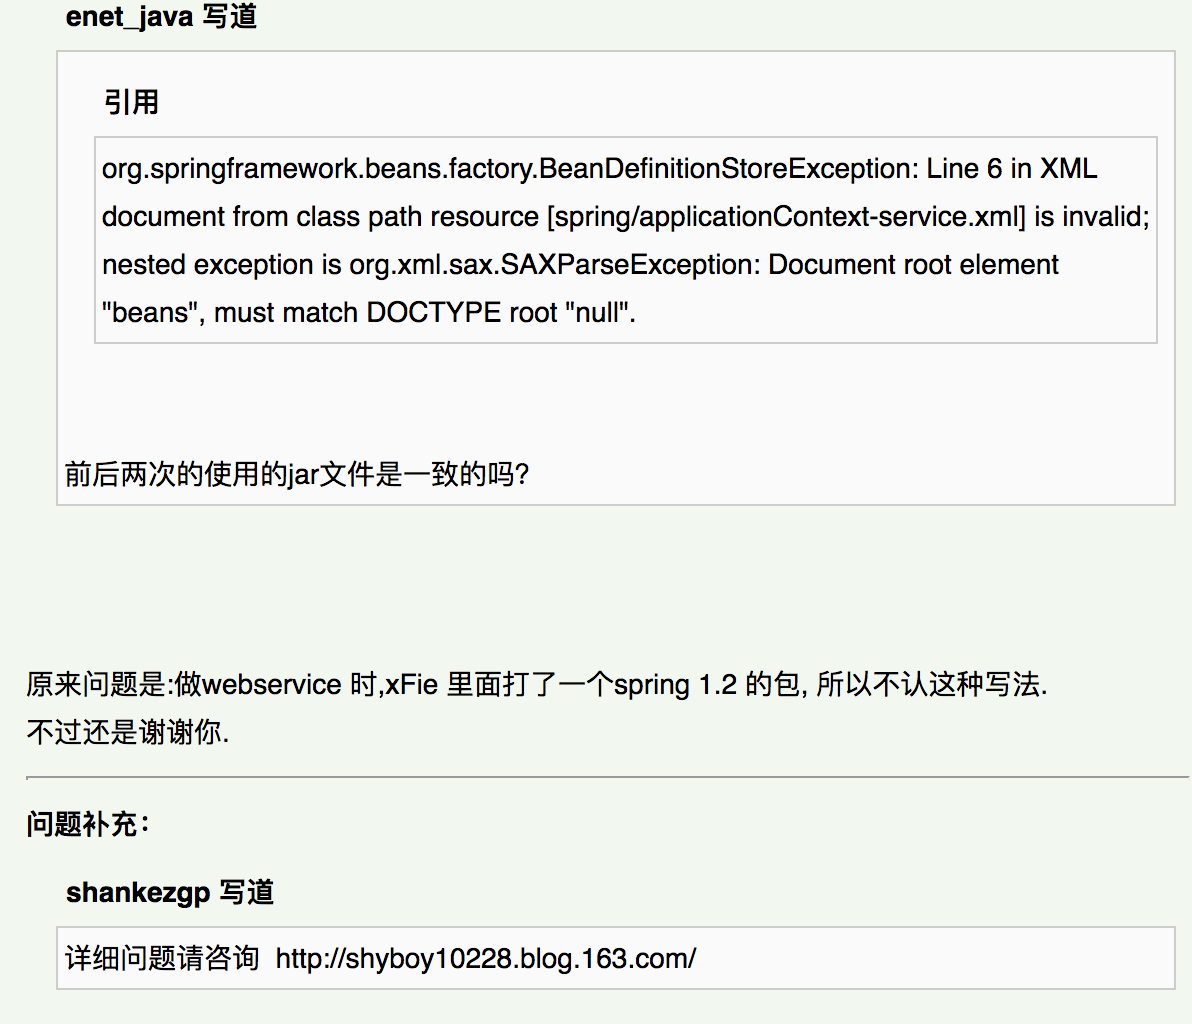 enet_java 写道
引用
org.springframework.beans.factory.BeanDefinitionStoreException: Line 6 in XML
document from class path resource [spring/applicationContext-service.xml] is invalid;
nested exception is org.xml.sax.SAXParseException: Document root element
"beans", must match DOCTYPE root "null".
前后两次的使用的jar文件是一致的吗?
原来问题是:做webservice 时,xFie 里面打了一个spring 1.2 的包, 所以不认这种写法.
不过还是谢谢你.
问题补充：
shankezgp 写道
详细问题请咨询  http://shyboy10228.blog.163.com/